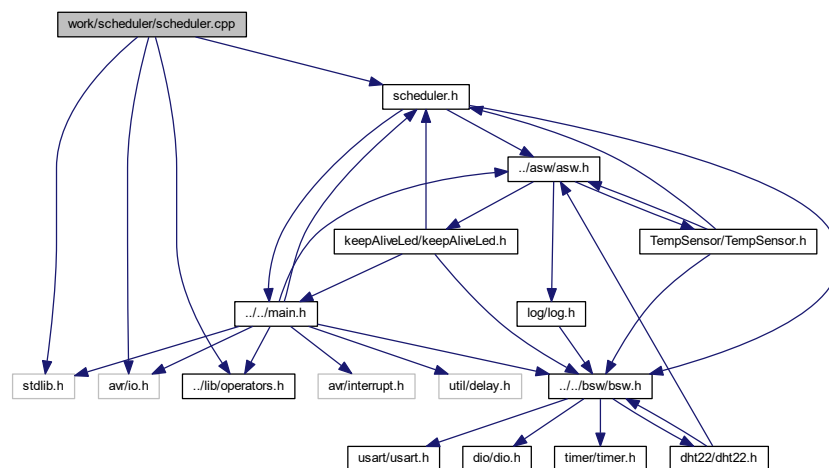 work/scheduler/scheduler.cpp
scheduler.h
../asw/asw.h
keepAliveLed/keepAliveLed.h
TempSensor/TempSensor.h
../../main.h
log/log.h
stdlib.h
avr/io.h
../lib/operators.h
avr/interrupt.h
util/delay.h
../../bsw/bsw.h
usart/usart.h
dio/dio.h
timer/timer.h
dht22/dht22.h